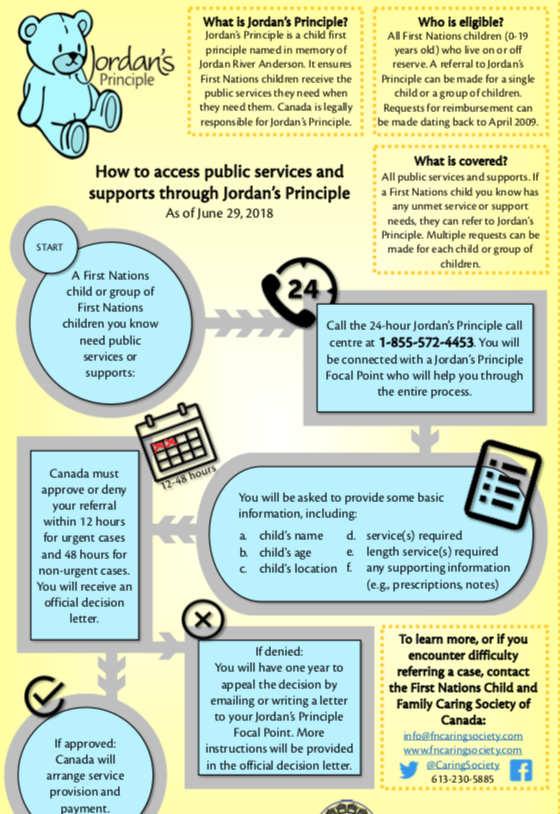 Jordan's
Principle
What is Jordan's Principle?
Jordan's Principle is a child first
principle named in memory of
Jordan River Anderson. It ensures
First Nations children receive the
public services they need when
they need them. Canada is legally
responsible for Jordan's Principle.
Who is eligible?
All First Nations children (0-19
years old) who live on or off
reserve. A referral to Jordan's
Principle can be made for a single
child or a group of children.
Requests for reimbursement can
be made dating back to April 2009.
What is covered?
All public services and supports. If
a First Nations child you know has
any unmet service or support
needs, they can refer to Jordan's
Principle. Multiple requests can be
made for each child or group of
children.
How to access public services and
supports through Jordan's Principle
As of June 29, 2018
START
A First Nations
child or group of
First Nations
children you know
need public
services or
supports:
24
Call the 24-hour Jordan's Principle call
centre at 1-855-572-4453. You will
be connected with a Jordan's Principle
Focal Point who will help you through
the entire process.
You will be asked to provide some basic
information, including:
a. child's name
b. child's age
c. child's location
d. service(s) required
e. length service(s) required
f. any supporting information
(e.g., prescriptions, notes)
12-48 hours
Canada must
approve or deny
your referral
within 12 hours
for urgent cases
and 48 hours for
non-urgent cases.
You will receive an
official decision
letter.
If denied:
You will have one year to
appeal the decision by
emailing or writing a letter
to your Jordan's Principle
Focal Point. More
instructions will be provided
in the official decision letter.
If approved:
Canada will
arrange service
provision and
payment.
To learn more, or if you
encounter difficulty
referring a case, contact
the First Nations Child and
Family Caring Society of
Canada:
info@fncaringsociety.com
www.fncaringsociety.com
@CaringSociety
613-230-5885